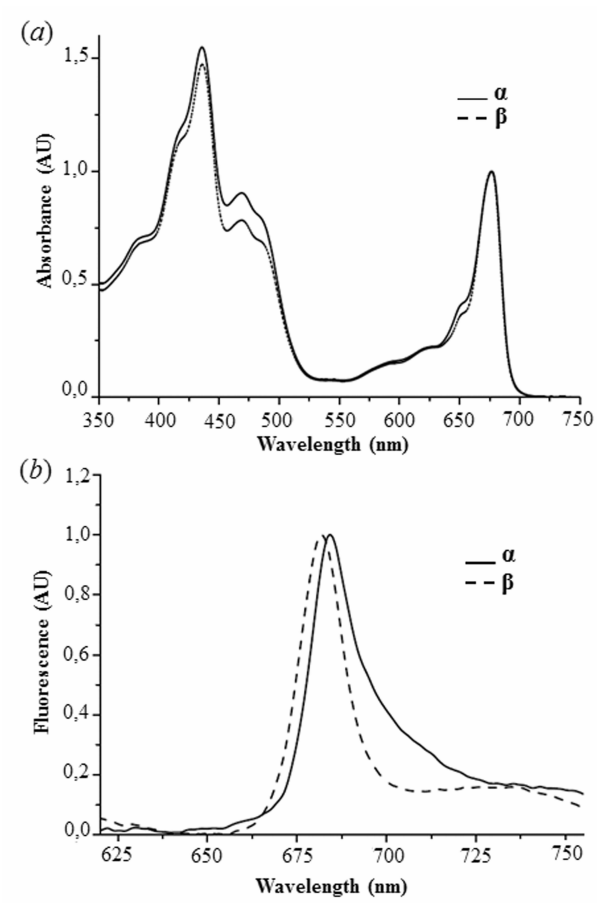 (a)
1,5
1,0
0,5
0,0
Absorbance (AU)
α
β
350 400 450 500 550 600 650 700 750
Wavelength (nm)
(b)
1,2
1,0
0,8
0,6
0,4
0,2
0,0
Fluorescence (AU)
α
β
625 650 675 700 725 750
Wavelength (nm)